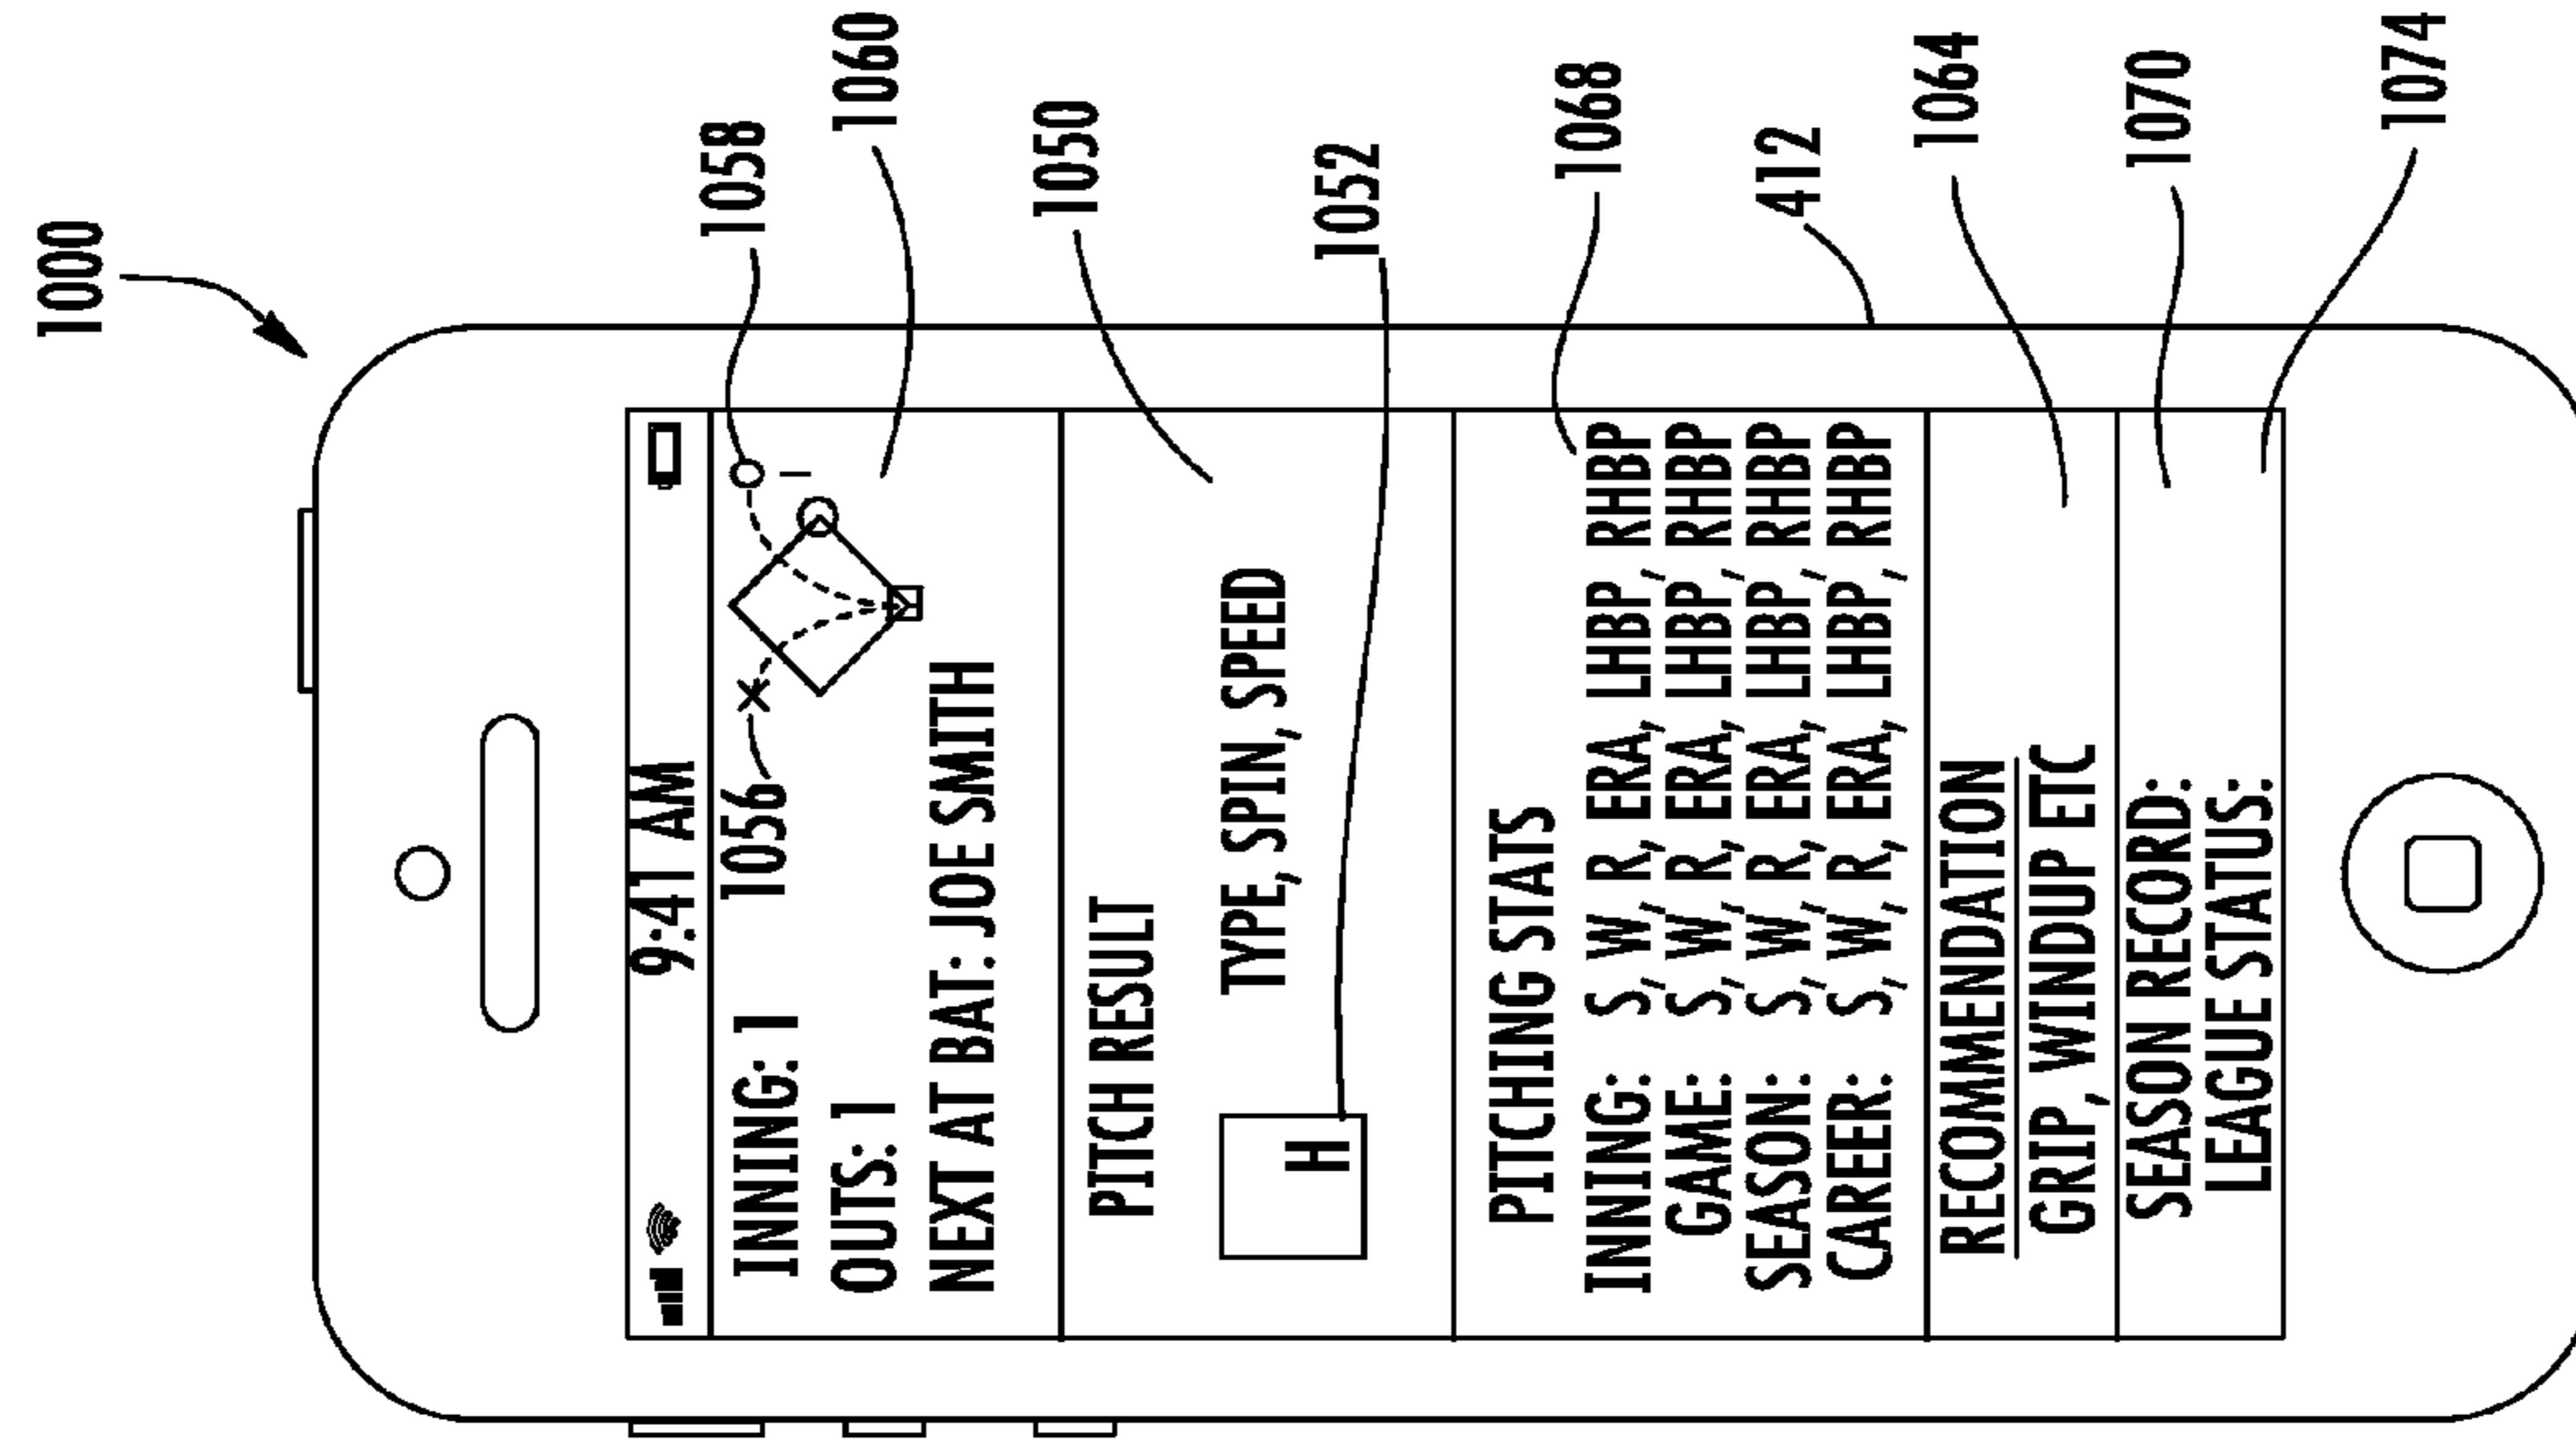 1000
9:41 AM
1058
INNING: 1
1056
OUTS: 1
1060
NEXT AT BAT: JOE SMITH
1050
PITCH RESULT
TYPE, SPIN, SPEED
H
1052
PITCHING STATS
1068
INNING: S, W, R, ERA, LHBP, RHBP
GAME: S, W, R, ERA, LHBP, RHBP
SEASON: S, W, R, ERA, LHBP, RHBP
CAREER: S, W, R, ERA, LHBP, RHBP
412
RECOMMENDATION
1064
GRIP, WINDUP ETC
SEASON RECORD:
1070
LEAGUE STATUS:
1074